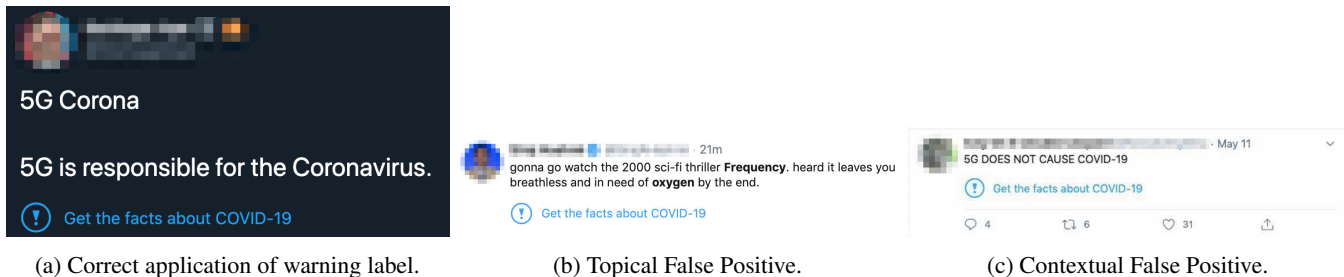 5G Corona
5G is responsible for the Coronavirus.
Get the facts about COVID-19
(a) Correct application of warning label.
· 21m
gonna go watch the 2000 sci-fi thriller Frequency. heard it leaves you
breathless and in need of oxygen by the end.
Get the facts about COVID-19
(b) Topical False Positive.
· May 11
5G DOES NOT CAUSE COVID-19
Get the facts about COVID-19
4 6 31
(c) Contextual False Positive.